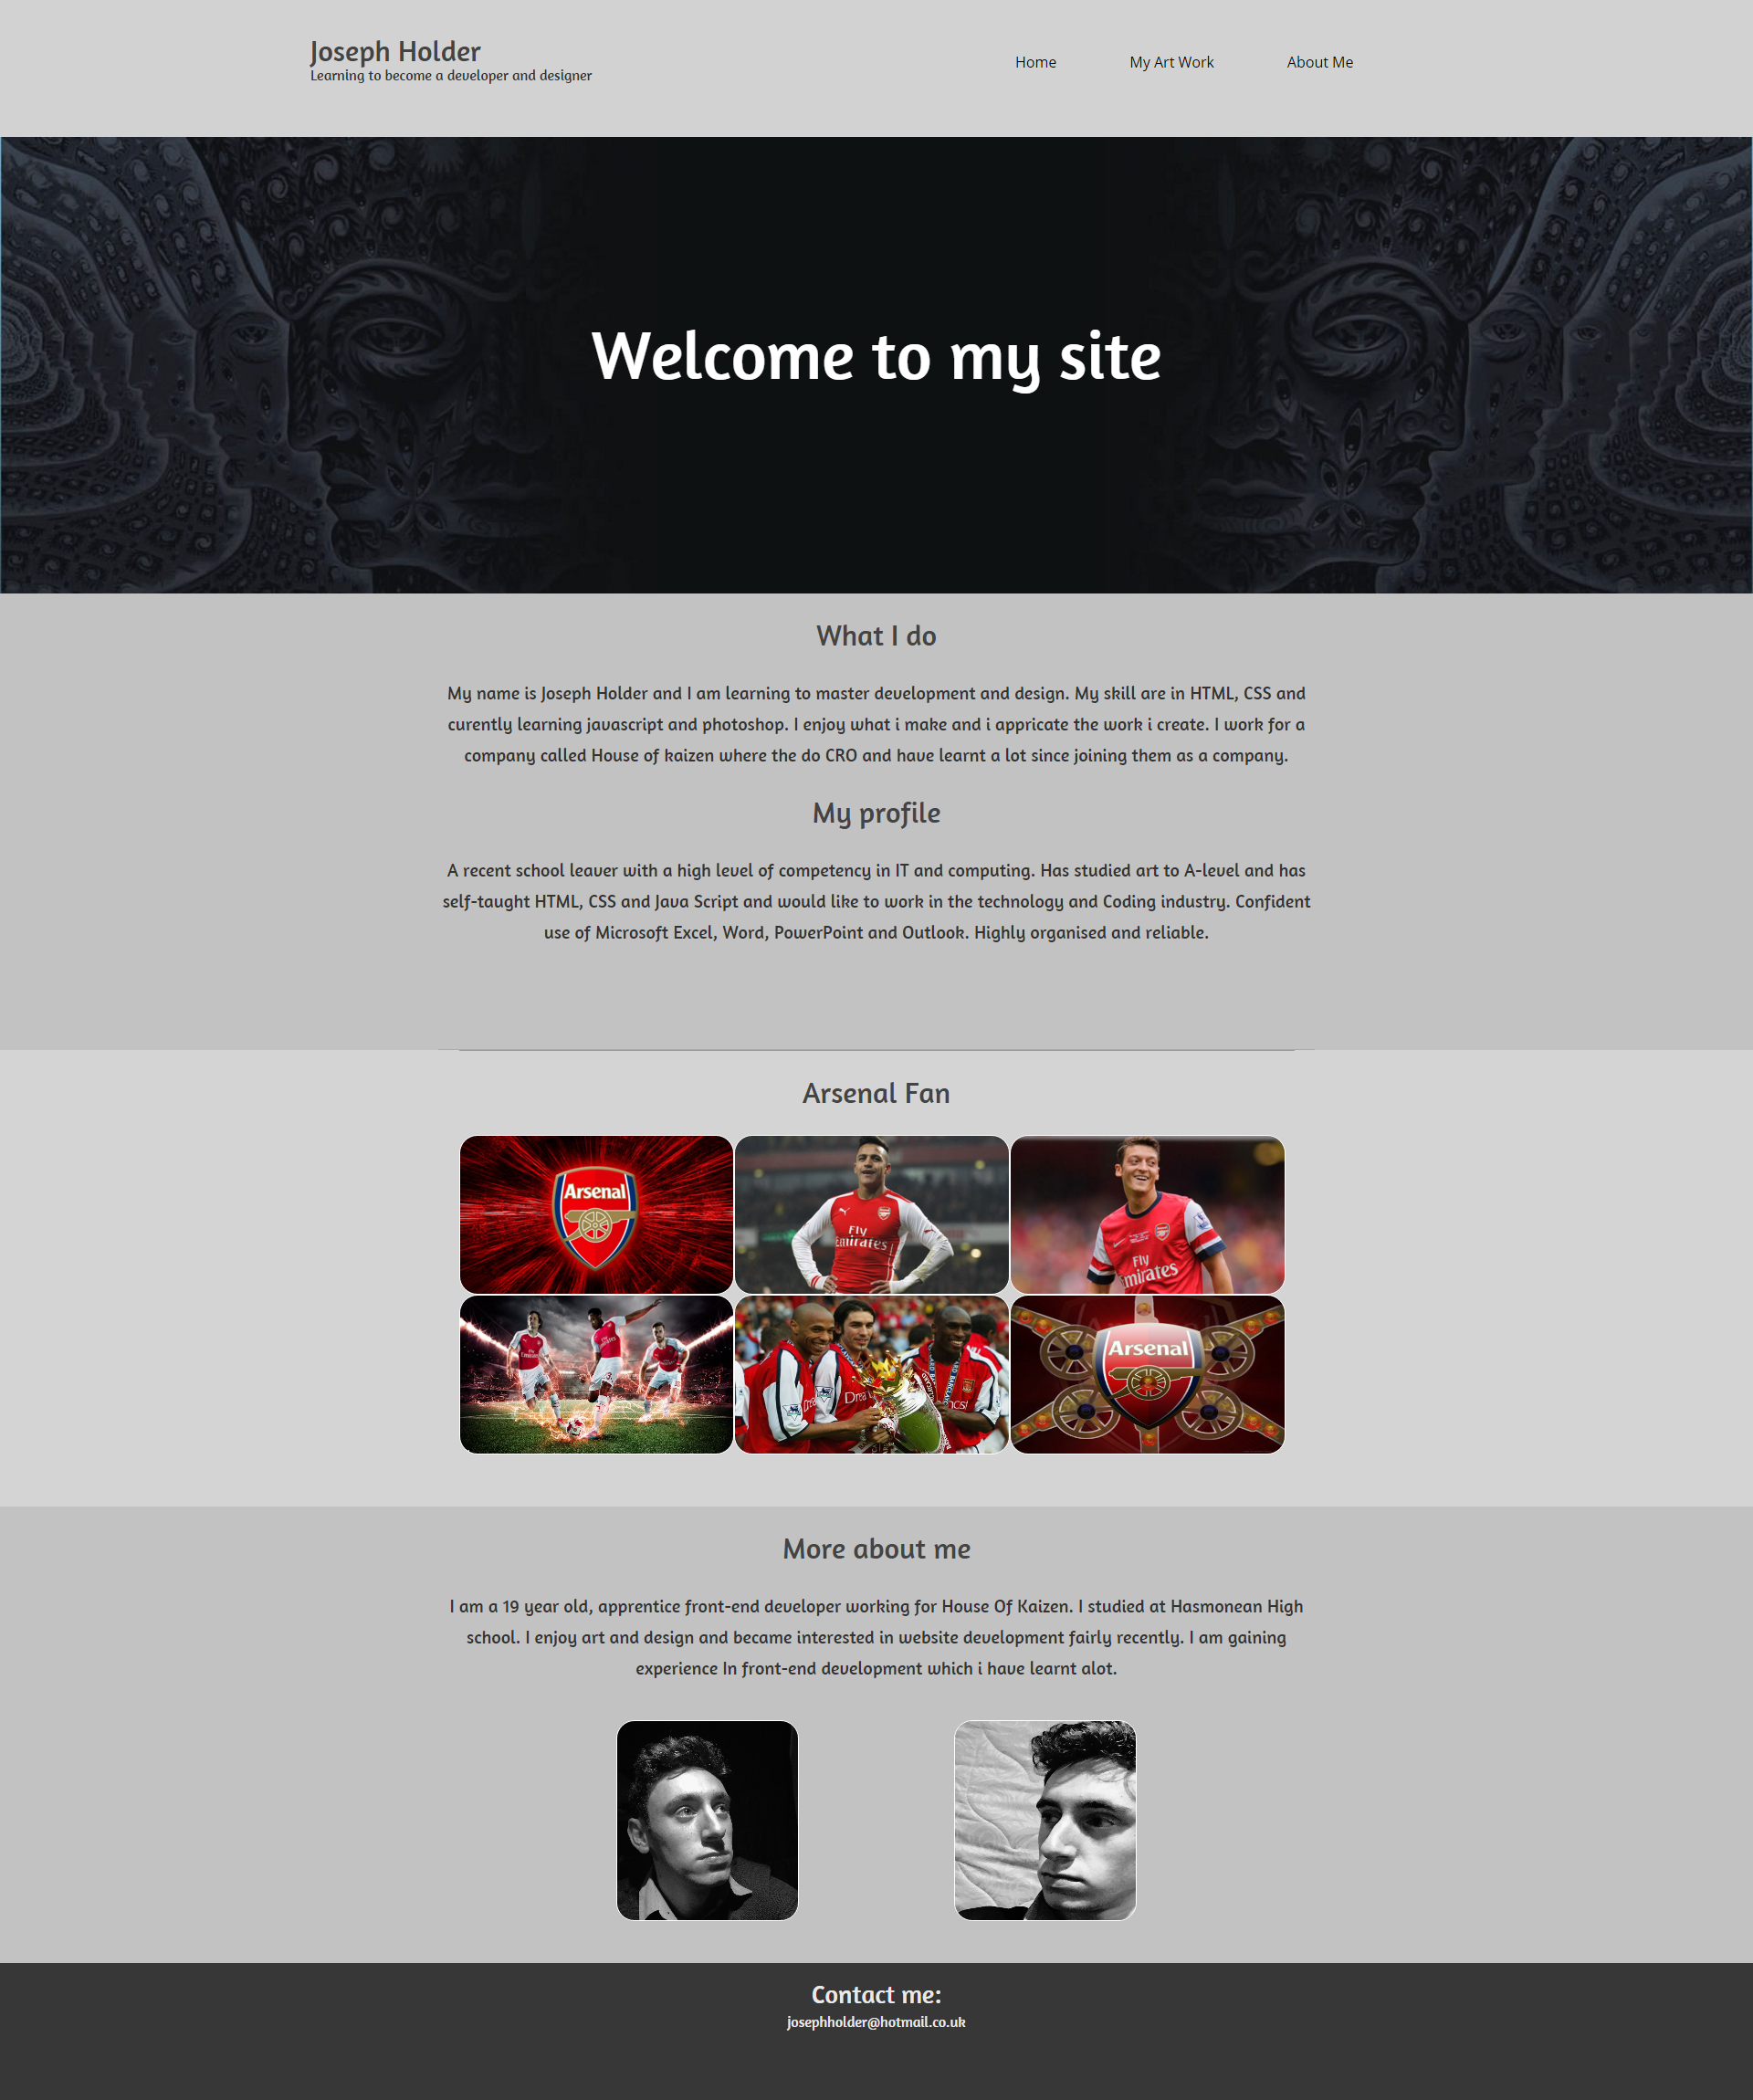 Joseph Holder
Learning to become a developer and designer
Home
My Art Work
About Me
Welcome to my site
What I do
My name is Joseph Holder and I am learning to master development and design. My skill are in HTML, CSS and
curently learning javascript and photoshop. I enjoy what i make and i appricate the work i create. I work for a
company called House of kaizen where the do CRO and have learnt a lot since joining them as a company.
My profile
A recent school leaver with a high level of competency in IT and computing. Has studied art to A-level and has
self-taught HTML, CSS and Java Script and would like to work in the technology and Coding industry. Confident
use of Microsoft Excel, Word, PowerPoint and Outlook. Highly organised and reliable.
Arsenal Fan
Arsenal
Fly
Emirates
Fly
Emirates
Arsenal
More about me
I am a 19 year old, apprentice front-end developer working for House Of Kaizen. I studied at Hasmonean High
school. I enjoy art and design and became interested in website development fairly recently. I am gaining
experience In front-end development which i have learnt alot.
Contact me:
josephholder@hotmail.co.uk